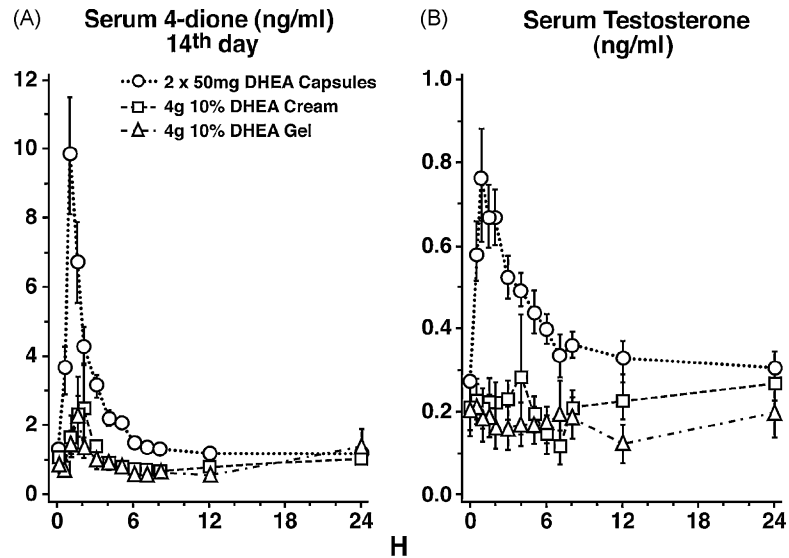 (A)
Serum 4-dione (ng/ml)
14th day
2 x 50mg DHEA Capsules
4g 10% DHEA Cream
4g 10% DHEA Gel
12
10
8
6
4
2
0
0 6 12 18 24
(B)
Serum Testosterone
(ng/ml)
1.0
0.8
0.6
0.4
0.2
0.0
0 6 12 18 24
H